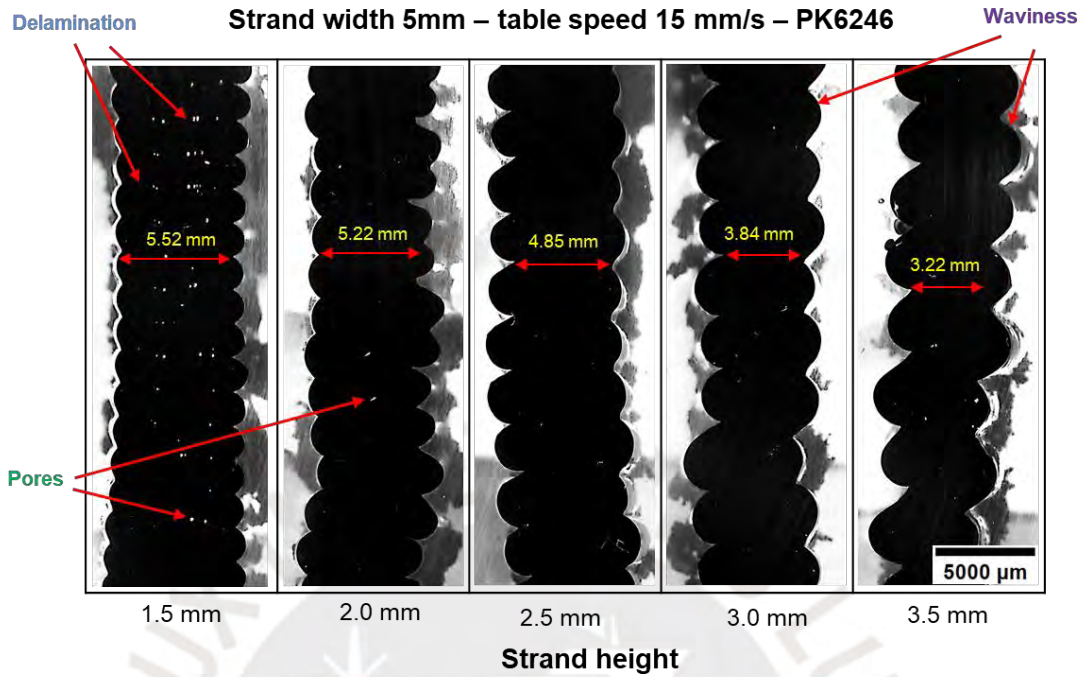 Strand width 5mm – table speed 15 mm/s – PK6246
Delamination
Waviness
5.52 mm
5.22 mm
4.85 mm
3.84 mm
3.22 mm
Pores
5000 µm
1.5 mm
2.0 mm
2.5 mm
3.0 mm
3.5 mm
Strand height